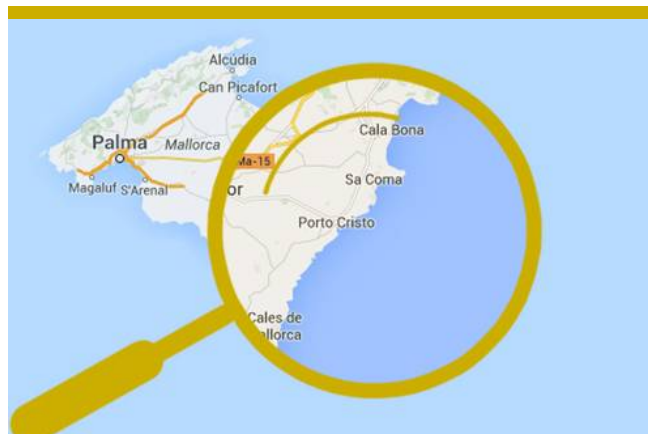 Alcúdia
Can Picafort
Cala Bona
Palma
Mallorca
Ma-15
Magaluf
S'Arenal
or
Sa Coma
Porto Cristo
Cales de
allorca